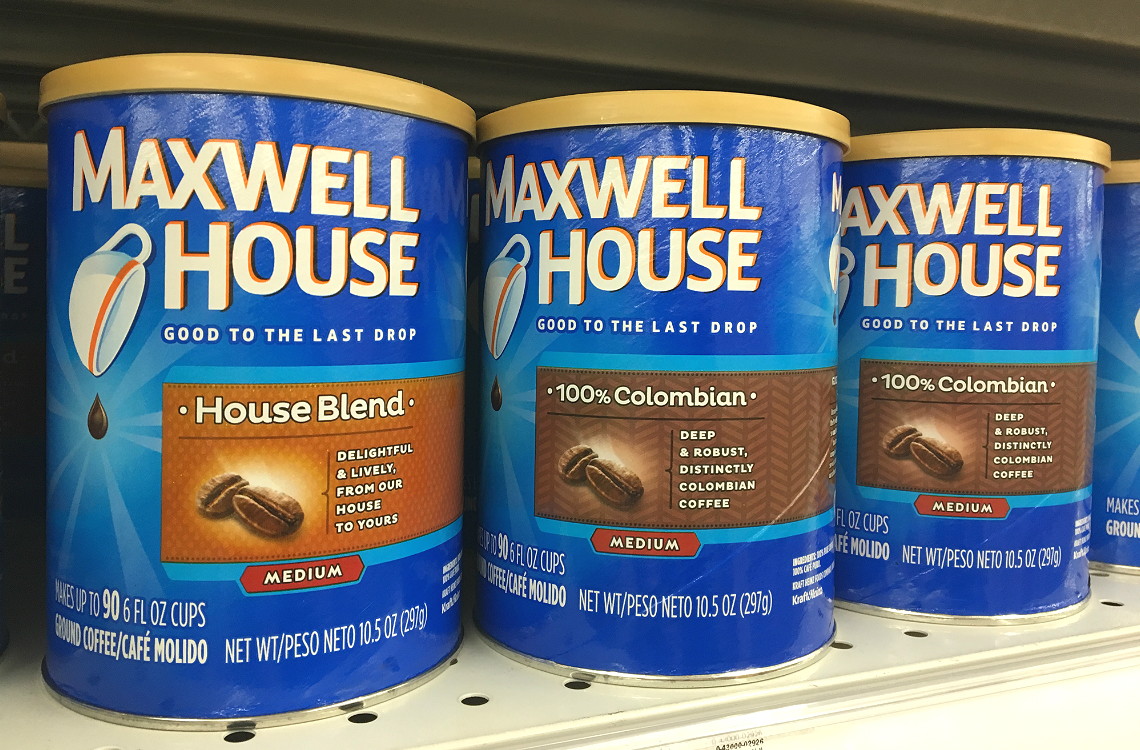 MAXWELL
HOUSE
GOOD TO THE LAST DROP
House Blend
DELIGHTFUL
& LIVELY,
FROM OUR
HOUSE
TO YOURS
MEDIUM
MAKES UP TO 90 6 FL OZ CUPS
GROUND COFFEE/CAFÉ MOLIDO
NET WT/PESO NETO 10.5 OZ (297g)
MAXWELL
HOUSE
GOOD TO THE LAST DROP
100% Colombian
DEEP
& ROBUST,
DISTINCTLY
COLOMBIAN
COFFEE
MEDIUM
UP TO 90 6 FL OZ CUPS
COFFEE/CAFÉ MOLIDO
NET WT/PESO NETO 10.5 OZ (297g)
AXWELL
HOUSE
GOOD TO THE LAST DROP
100% Colombian
DEEP
& ROBUST,
DISTINCTLY
COLOMBIAN
COFFEE
MEDIUM
FL OZ CUPS
CAFÉ MOLIDO
NET WT/PESO NETO 10.5 OZ (297g)
MAKES
GROUN
0-43000-02926